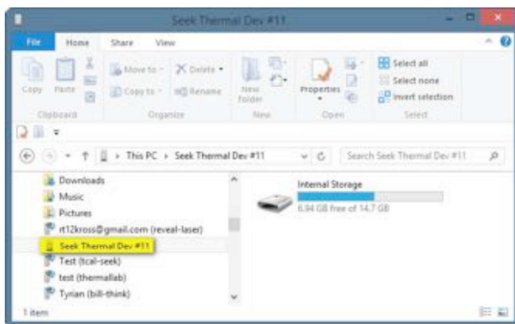 Seek Thermal Dev #11
File Home Share View
Copy Paste Move to Copy to Delete Rename New folder Properties Select all Select none Invert selection
Clipboard Organize New Open Select
This PC Seek Thermal Dev #11 Search Seek Thermal Dev #11
Downloads
Music
Pictures
rt12kross@gmail.com (reveal-laser)
Seek Thermal Dev #11
Test (tcal-seek)
test (thermallab)
Tyrian (bill-think)
Internal Storage
6.94 GB free of 14.7 GB
1 item